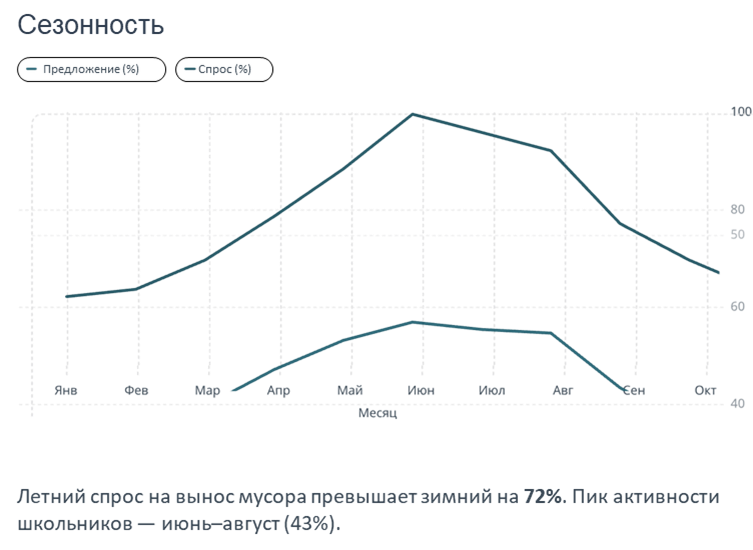 Сезонность
Предложение (%) Спрос (%)
100
80
50
60
Янв Фев Мар Апр Май Июн Июл Авг Сен Окт
40
Месяц
Летний спрос на вынос мусора превышает зимний на 72%. Пик активности
школьников — июнь–август (43%).